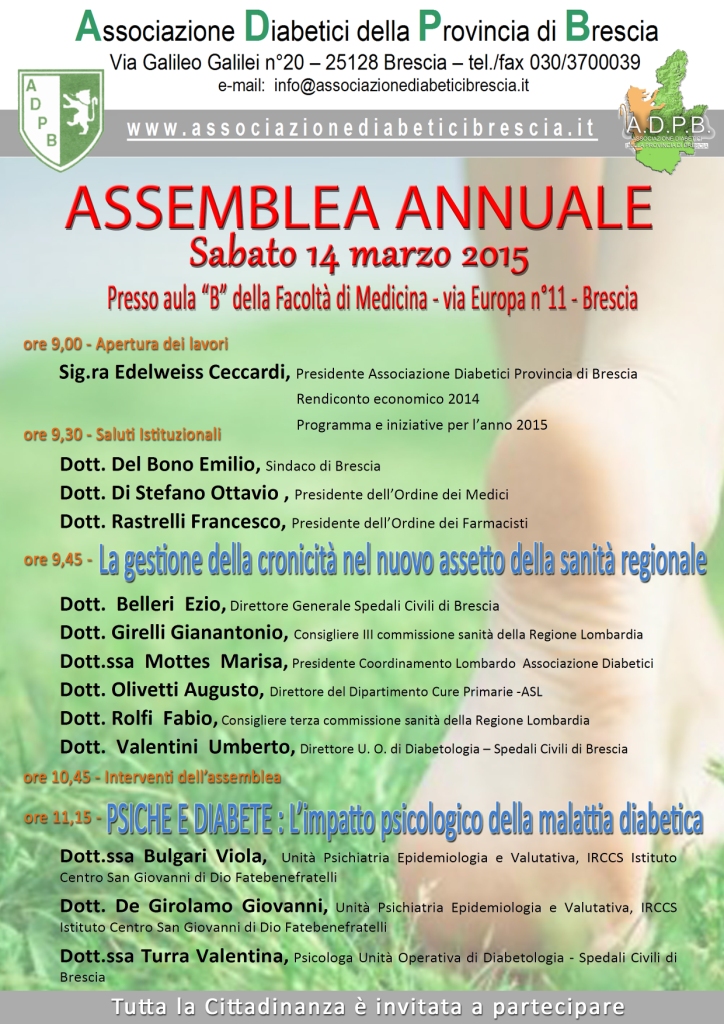 Associazione Diabetici della Provincia di Brescia
Via Galileo Galilei n°20 – 25128 Brescia – tel./fax 030/3700039
e-mail: info@associazionediabeticibrescia.it
A
D
P
B
www.associazionediabeticibrescia.it
A.D.P.B.
ASSOCIAZIONE DIABETICI
DELLA PROVINCIA DI BRESCIA
ASSEMBLEA ANNUALE
Sabato 14 marzo 2015
Presso aula “B” della Facoltà di Medicina - via Europa n°11 - Brescia
ore 9,00 - Apertura dei lavori
Sig.ra Edelweiss Ceccardi, Presidente Associazione Diabetici Provincia di Brescia
Rendiconto economico 2014
Programma e iniziative per l’anno 2015
ore 9,30 - Saluti Istituzionali
Dott. Del Bono Emilio, Sindaco di Brescia
Dott. Di Stefano Ottavio , Presidente dell’Ordine dei Medici
Dott. Rastrelli Francesco, Presidente dell’Ordine dei Farmacisti
ore 9,45 - La gestione della cronicità nel nuovo assetto della sanità regionale
Dott. Belleri Ezio, Direttore Generale Spedali Civili di Brescia
Dott. Girelli Gianantonio, Consigliere III commissione sanità della Regione Lombardia
Dott.ssa Mottes Marisa, Presidente Coordinamento Lombardo Associazione Diabetici
Dott. Olivetti Augusto, Direttore del Dipartimento Cure Primarie -ASL
Dott. Rolfi Fabio, Consigliere terza commissione sanità della Regione Lombardia
Dott. Valentini Umberto, Direttore U. O. di Diabetologia – Spedali Civili di Brescia
ore 10,45 - Interventi dell’assemblea
ore 11,15 - PSICHE E DIABETE : L’impatto psicologico della malattia diabetica
Dott.ssa Bulgari Viola, Unità Psichiatria Epidemiologia e Valutativa, IRCCS Istituto
Centro San Giovanni di Dio Fatebenefratelli
Dott. De Girolamo Giovanni, Unità Psichiatria Epidemiologia e Valutativa, IRCCS
Istituto Centro San Giovanni di Dio Fatebenefratelli
Dott.ssa Turra Valentina, Psicologa Unità Operativa di Diabetologia - Spedali Civili di
Brescia
Tutta la Cittadinanza è invitata a partecipare